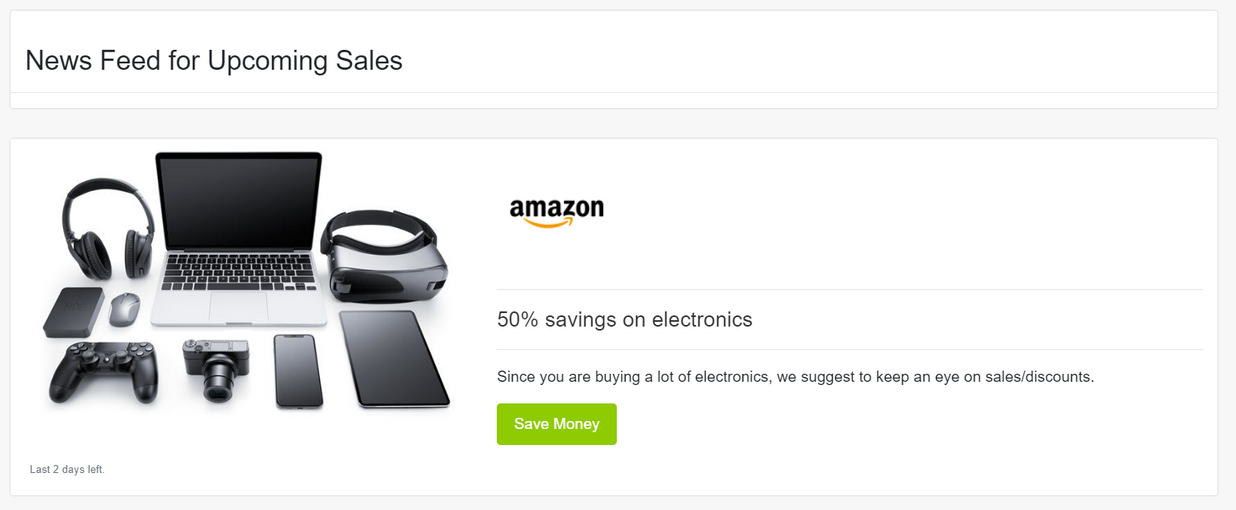 News Feed for Upcoming Sales
amazon
50% savings on electronics
Since you are buying a lot of electronics, we suggest to keep an eye on sales/discounts.
Save Money
Last 2 days left.